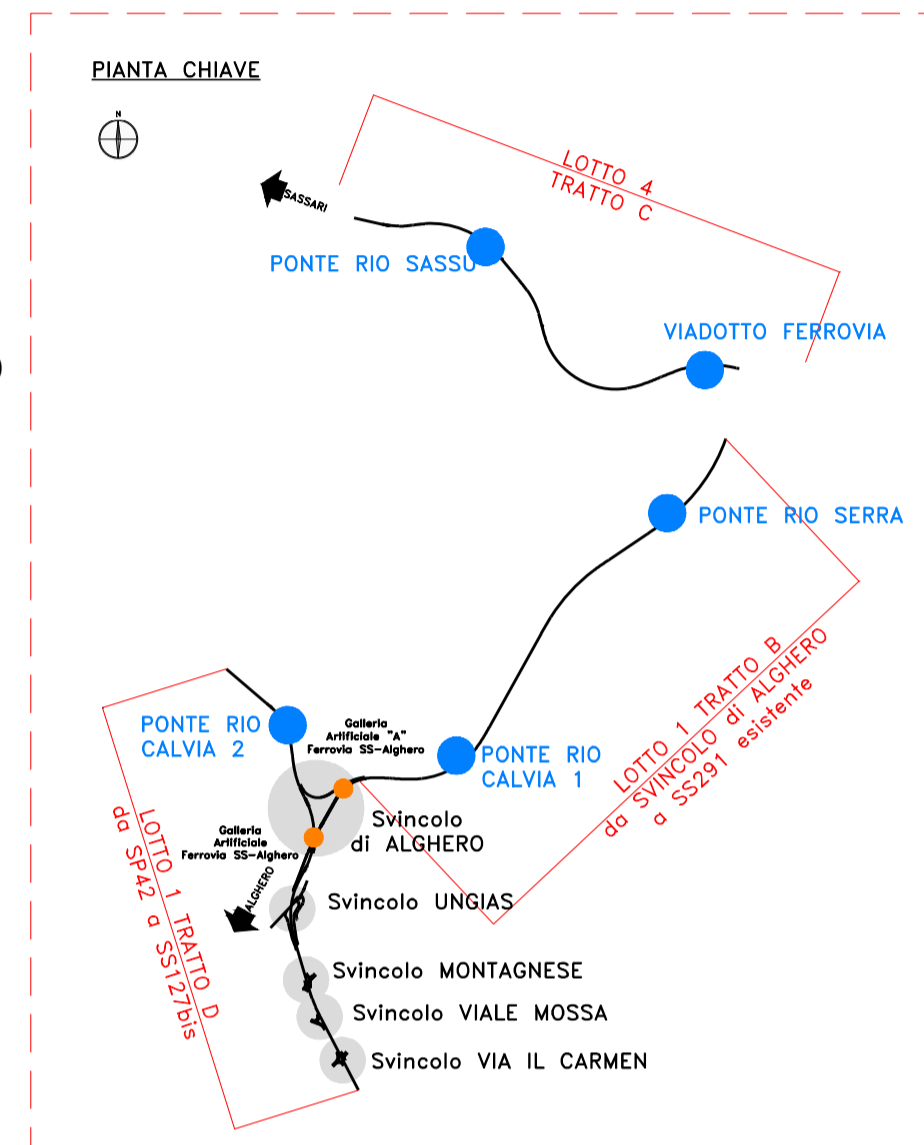 PIANTA CHIAVE
N
LOTTO 4
TRATTO C
SASSARI
PONTE RIO SASSU
VIADOTTO FERROVIA
PONTE RIO SERRA
LOTTO 1 TRATTO B
da SVINCOLO di ALGHERO
a SS291 esistente
PONTE RIO
CALVIA 2
Galleria
Artificiale "A"
Ferrovia SS-Alghero
PONTE RIO
CALVIA 1
Svincolo
di ALGHERO
Galleria
Artificiale
Ferrovia SS-Alghero
ALGHERO
LOTTO 1 TRATTO D
da SP42 a SS127bis
Svincolo UNGIAS
Svincolo MONTAGNESE
Svincolo VIALE MOSSA
Svincolo VIA IL CARMEN